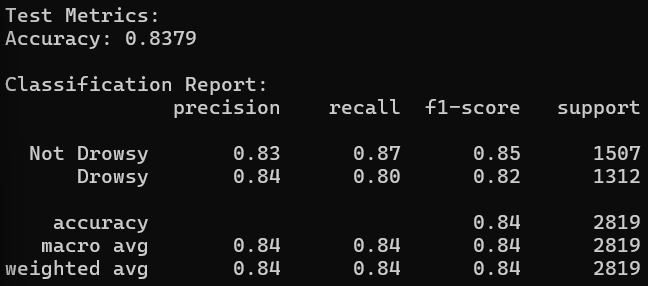 Test Metrics:
Accuracy: 0.8379
Classification Report:
precision recall f1-score support
Not Drowsy 0.83 0.87 0.85 1507
Drowsy 0.84 0.80 0.82 1312
accuracy 0.84 2819
macro avg 0.84 0.84 0.84 2819
weighted avg 0.84 0.84 0.84 2819